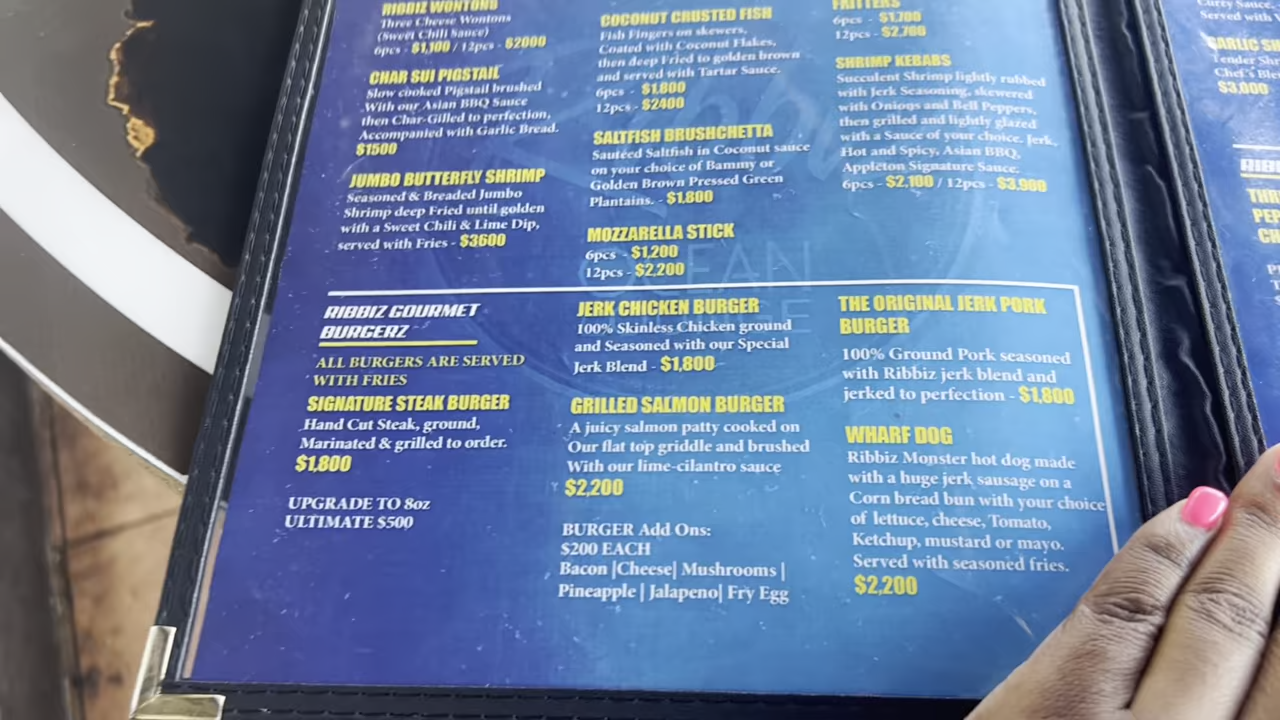 RIBBIZ WONTONS
Three Cheese Wontons
(Sweet Chili Sauce)
6pcs - $1,100 / 12pcs - $2000
CHAR SUI PIGSTAIL
Slow cooked Pigstail brushed
With our Asian BBQ Sauce
then Char-Gilled to perfection,
Accompanied with Garlic Bread.
$1500
JUMBO BUTTERFLY SHRIMP
Seasoned & Breaded Jumbo
Shrimp deep Fried until golden
with a Sweet Chili & Lime Dip,
served with Fries - $3600
COCONUT CRUSTED FISH
Fish Fingers on skewers,
Coated with Coconut Flakes,
then deep Fried to golden brown
and served with Tartar Sauce.
6pcs - $1,800
12pcs - $2400
SALTFISH BRUSHCHETTA
Sautéed Saltfish in Coconut sauce
on your choice of Bammy or
Golden Brown Pressed Green
Plantains. - $1,800
MOZZARELLA STICK
6pcs - $1,200
12pcs - $2,200
FRITTERS
6pcs - $1,700
12pcs - $2,700
SHRIMP KEBABS
Succulent Shrimp lightly rubbed
with Jerk Seasoning, skewered
with Onions and Bell Peppers,
then grilled and lightly glazed
with a Sauce of your choice. Jerk,
Hot and Spicy, Asian BBQ,
Appleton Signature Sauce.
6pcs - $2,100 / 12pcs - $3,900
OCEAN
RIBBIZ GOURMET
BURGERZ
ALL BURGERS ARE SERVED
WITH FRIES
SIGNATURE STEAK BURGER
Hand Cut Steak, ground,
Marinated & grilled to order.
$1,800
UPGRADE TO 8oz
ULTIMATE $500
JERK CHICKEN BURGER
100% Skinless Chicken ground
and Seasoned with our Special
Jerk Blend - $1,800
GRILLED SALMON BURGER
A juicy salmon patty cooked on
Our flat top griddle and brushed
With our lime-cilantro sauce
$2,200
BURGER Add Ons:
$200 EACH
Bacon |Cheese| Mushrooms |
Pineapple | Jalapeno| Fry Egg
THE ORIGINAL JERK PORK
BURGER
100% Ground Pork seasoned
with Ribbiz jerk blend and
jerked to perfection - $1,800
WHARF DOG
Ribbiz Monster hot dog made
with a huge jerk sausage on a
Corn bread bun with your choice
of lettuce, cheese, Tomato,
Ketchup, mustard or mayo.
Served with seasoned fries.
$2,200
Curry Sauce.
Served with
GARLIC
Tender
$3,000